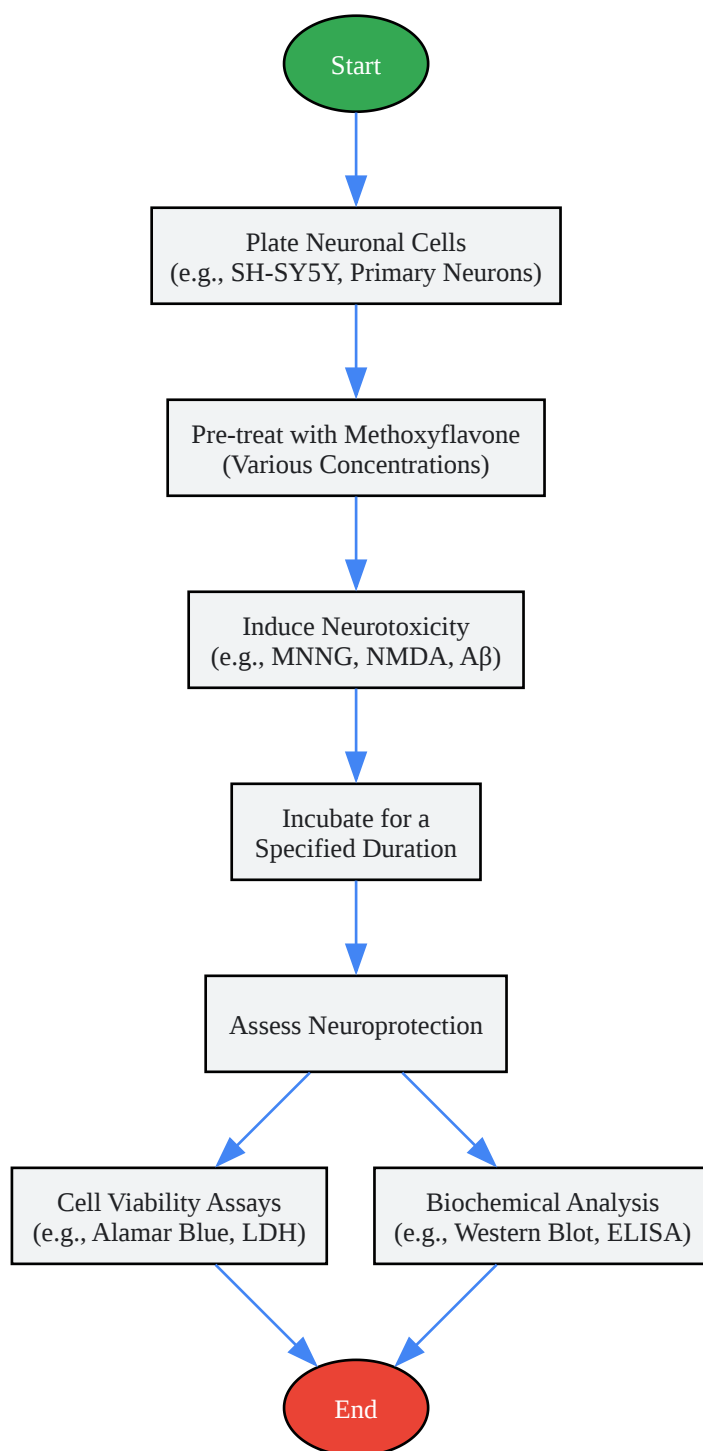 Start
Plate Neuronal Cells
(e.g., SH-SY5Y, Primary Neurons)
Pre-treat with Methoxyflavone
(Various Concentrations)
Induce Neurotoxicity
(e.g., MNNG, NMDA, Aβ)
Incubate for a
Specified Duration
Assess Neuroprotection
Cell Viability Assays
(e.g., Alamar Blue, LDH)
Biochemical Analysis
(e.g., Western Blot, ELISA)
End